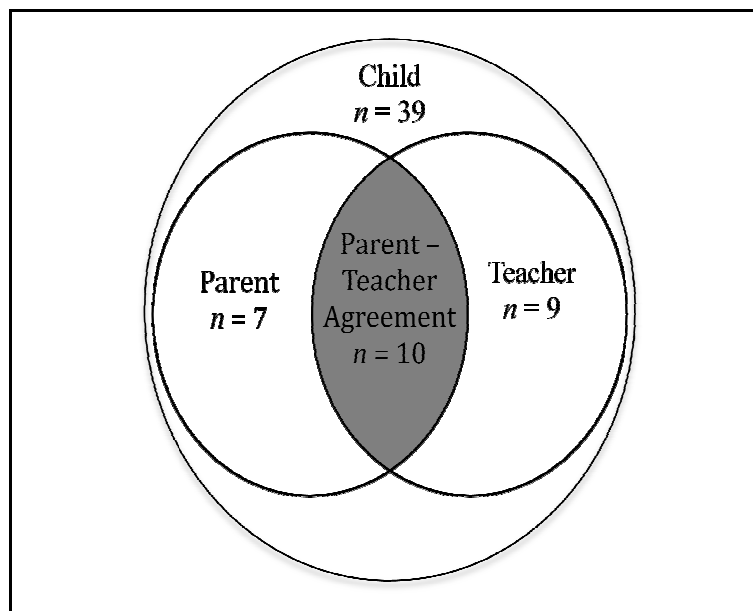 Child
n = 39
Parent
n = 7
Parent –
Teacher
Agreement
n = 10
Teacher
n = 9